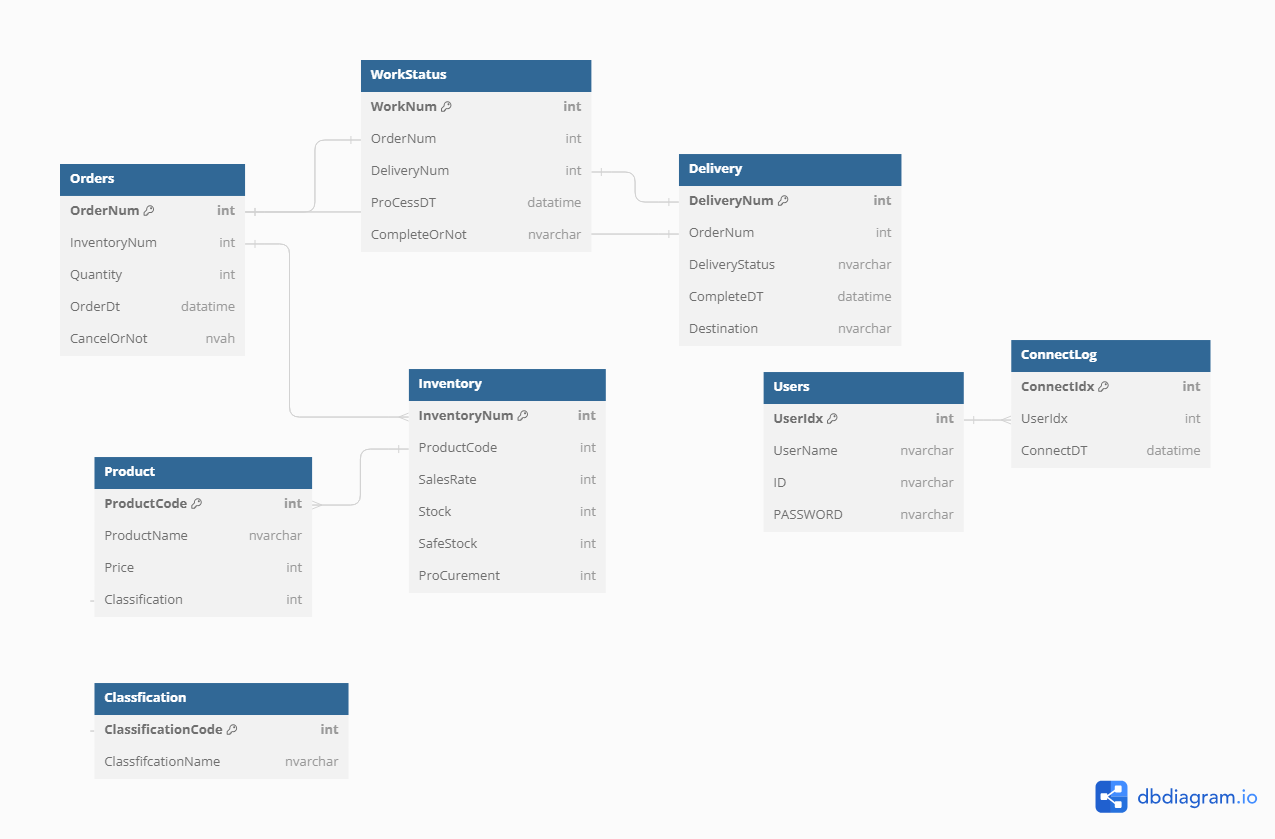 WorkStatus
WorkNum int
OrderNum int
DeliveryNum int
ProCessDT datatime
CompleteOrNot nvarchar
Orders
OrderNum int
InventoryNum int
Quantity int
OrderDt datatime
CancelOrNot nvah
Delivery
DeliveryNum int
OrderNum int
DeliveryStatus nvarchar
CompleteDT datatime
Destination nvarchar
ConnectLog
ConnectIdx int
UserIdx int
ConnectDT datatime
Inventory
InventoryNum int
ProductCode int
SalesRate int
Stock int
SafeStock int
ProCurement int
Users
UserIdx int
UserName nvarchar
ID nvarchar
PASSWORD nvarchar
Product
ProductCode int
ProductName nvarchar
Price int
Classification int
Classfication
ClassificationCode int
ClassfifcationName nvarchar
dbdiagram.io